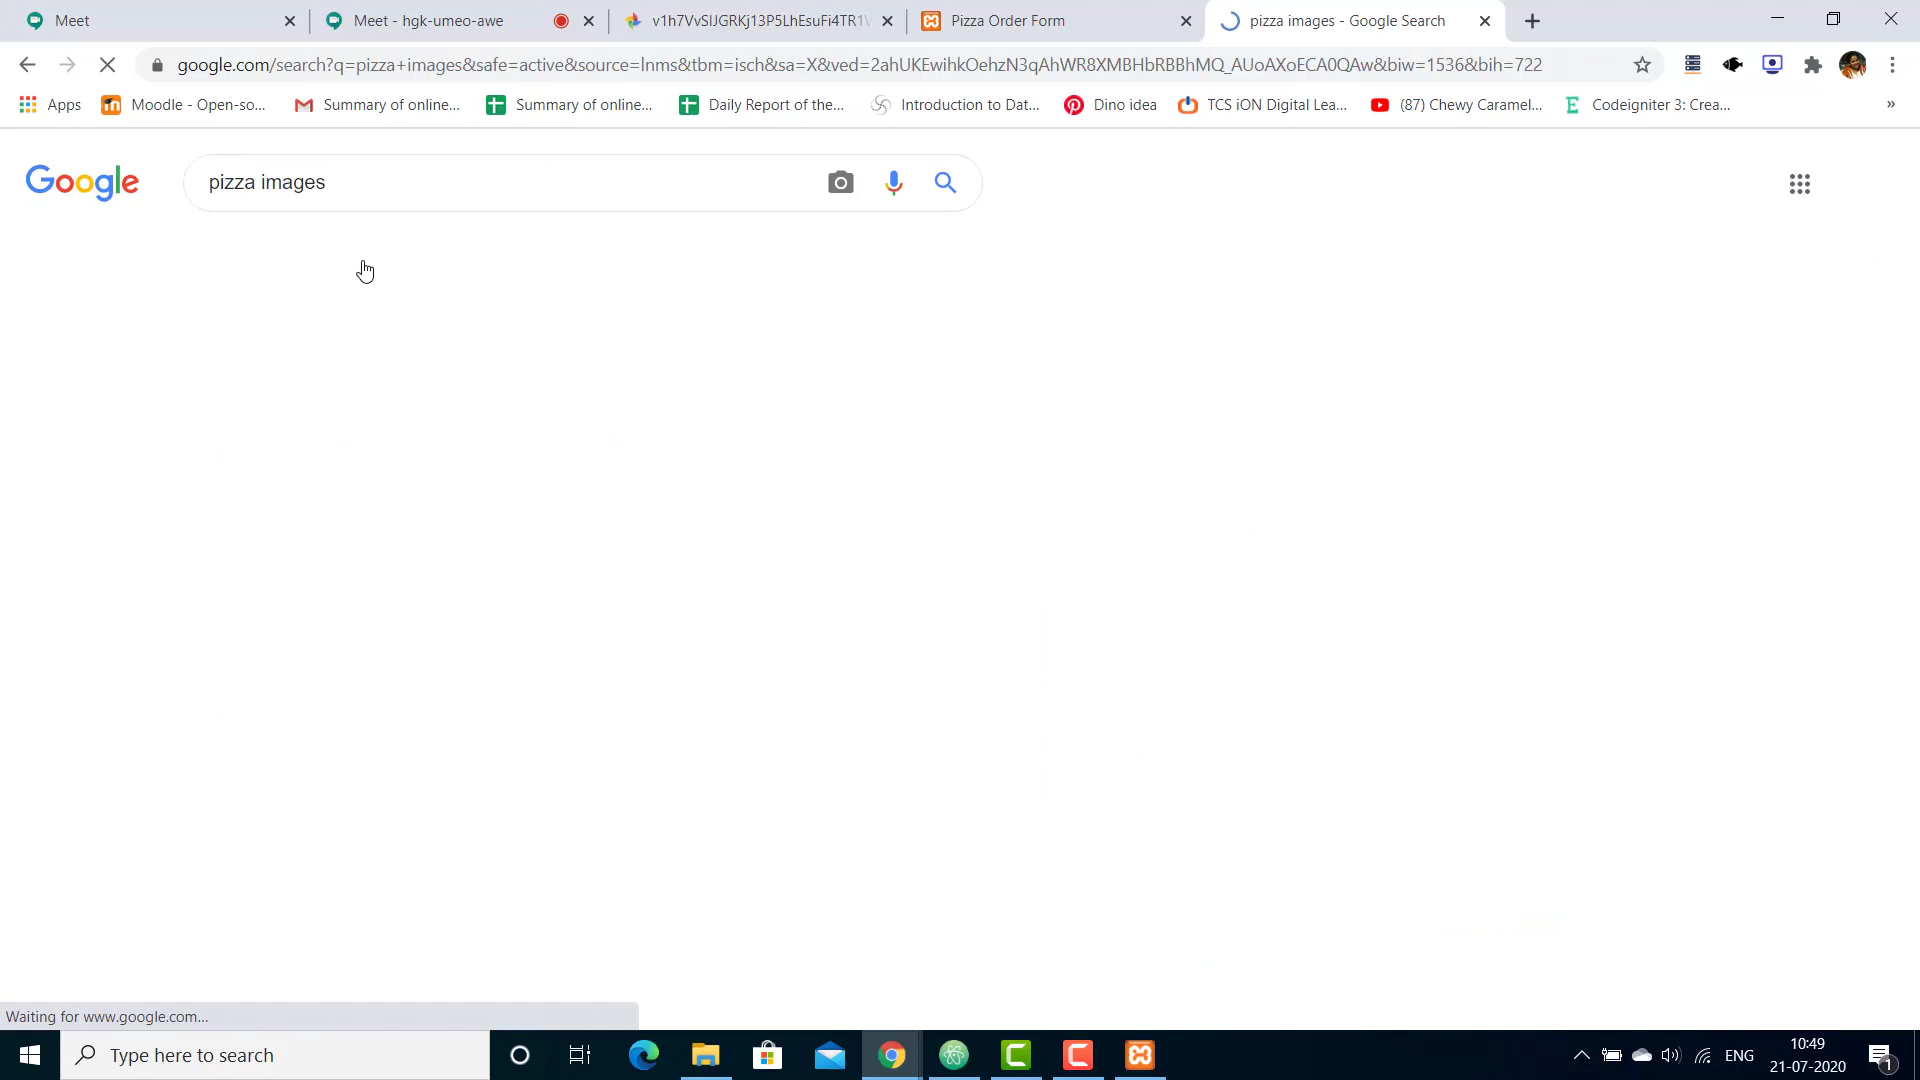 Meet
Meet - hgk-umeo-awe
Pizza Order Form
pizza images - Google Search
google.com/search?q=pizza+images&safe=active&source=lnms&tbm=isch&sa=X&ved=2ahUKEwihkOehzN3qAhWR8XMBHbRBBhMQ_AUoAXoECA0QAw&biw=1536&bih=722
Apps
Moodle - Open-so...
Summary of online...
Summary of online...
Daily Report of the...
Introduction to Dat...
Dino idea
TCS iON Digital Lea...
(87) Chewy Caramel...
Codeigniter 3: Crea...
»
Google
pizza images
Waiting for www.google.com...
Type here to search
ENG
10:49
21-07-2020
1